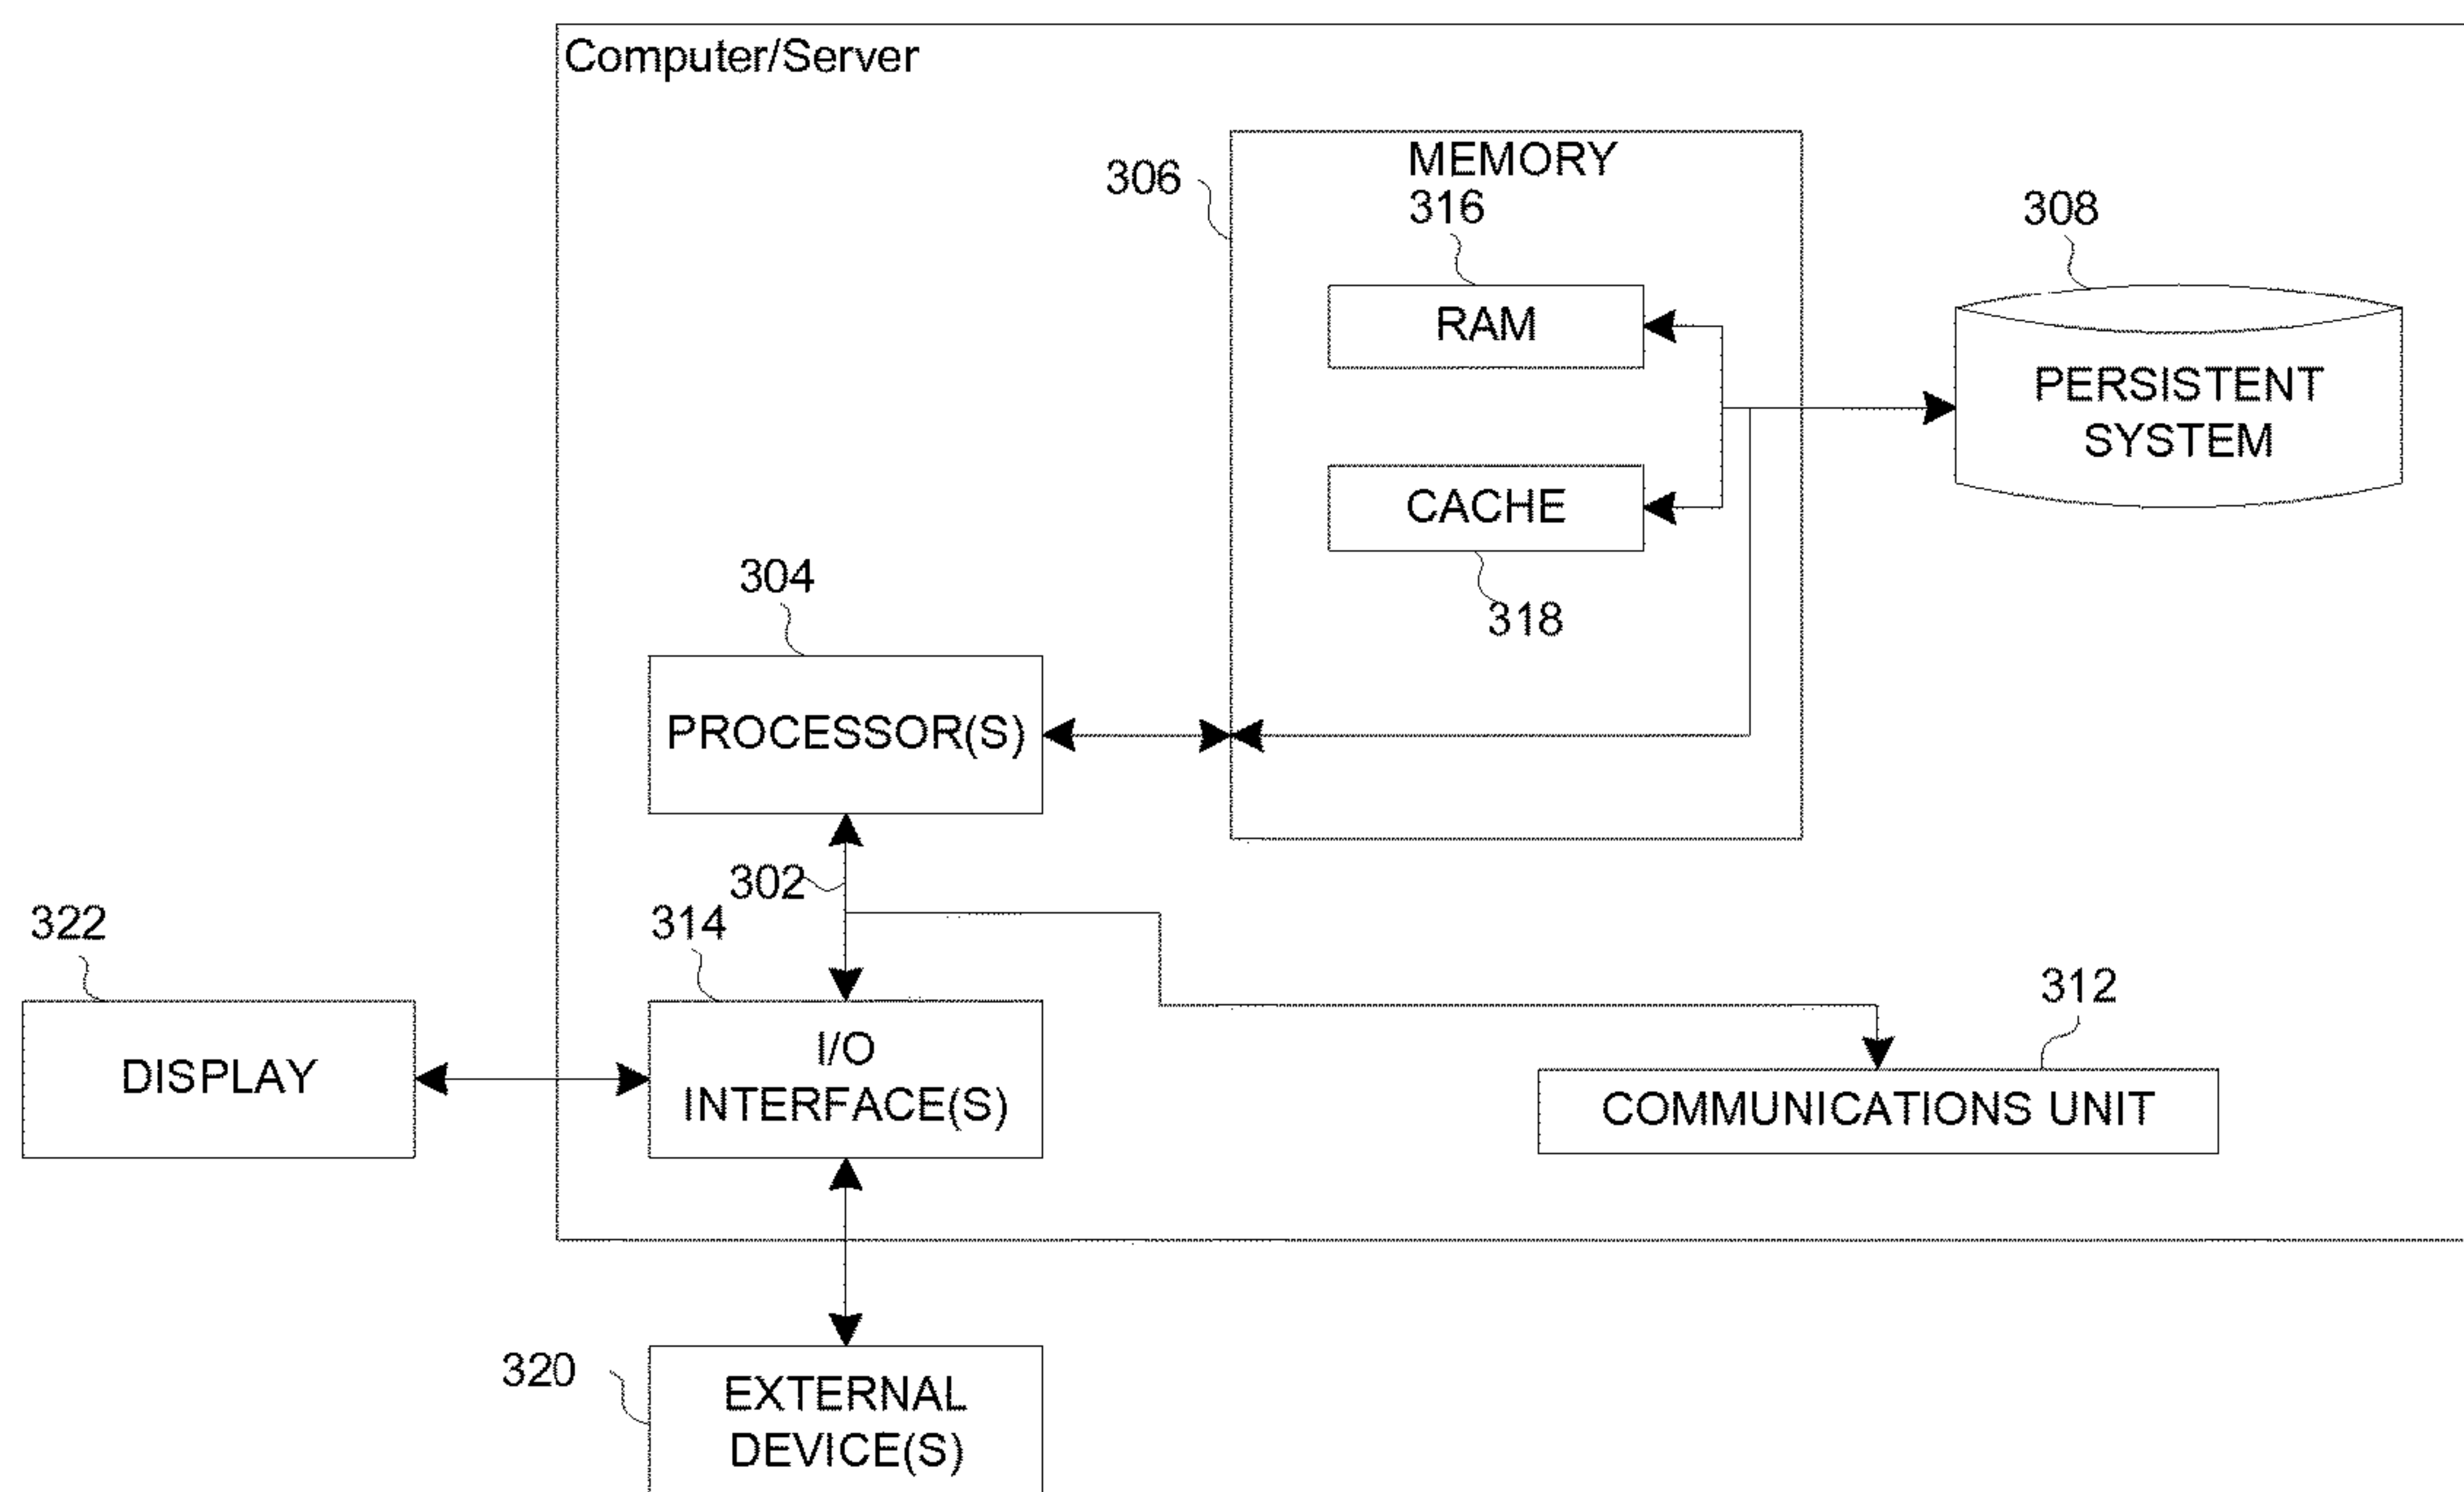 Computer/Server
MEMORY
306
316
308
RAM
PERSISTENT
SYSTEM
CACHE
304
318
PROCESSOR(S)
302
322
314
312
I/O
INTERFACE(S)
DISPLAY
COMMUNICATIONS UNIT
320
EXTERNAL
DEVICE(S)